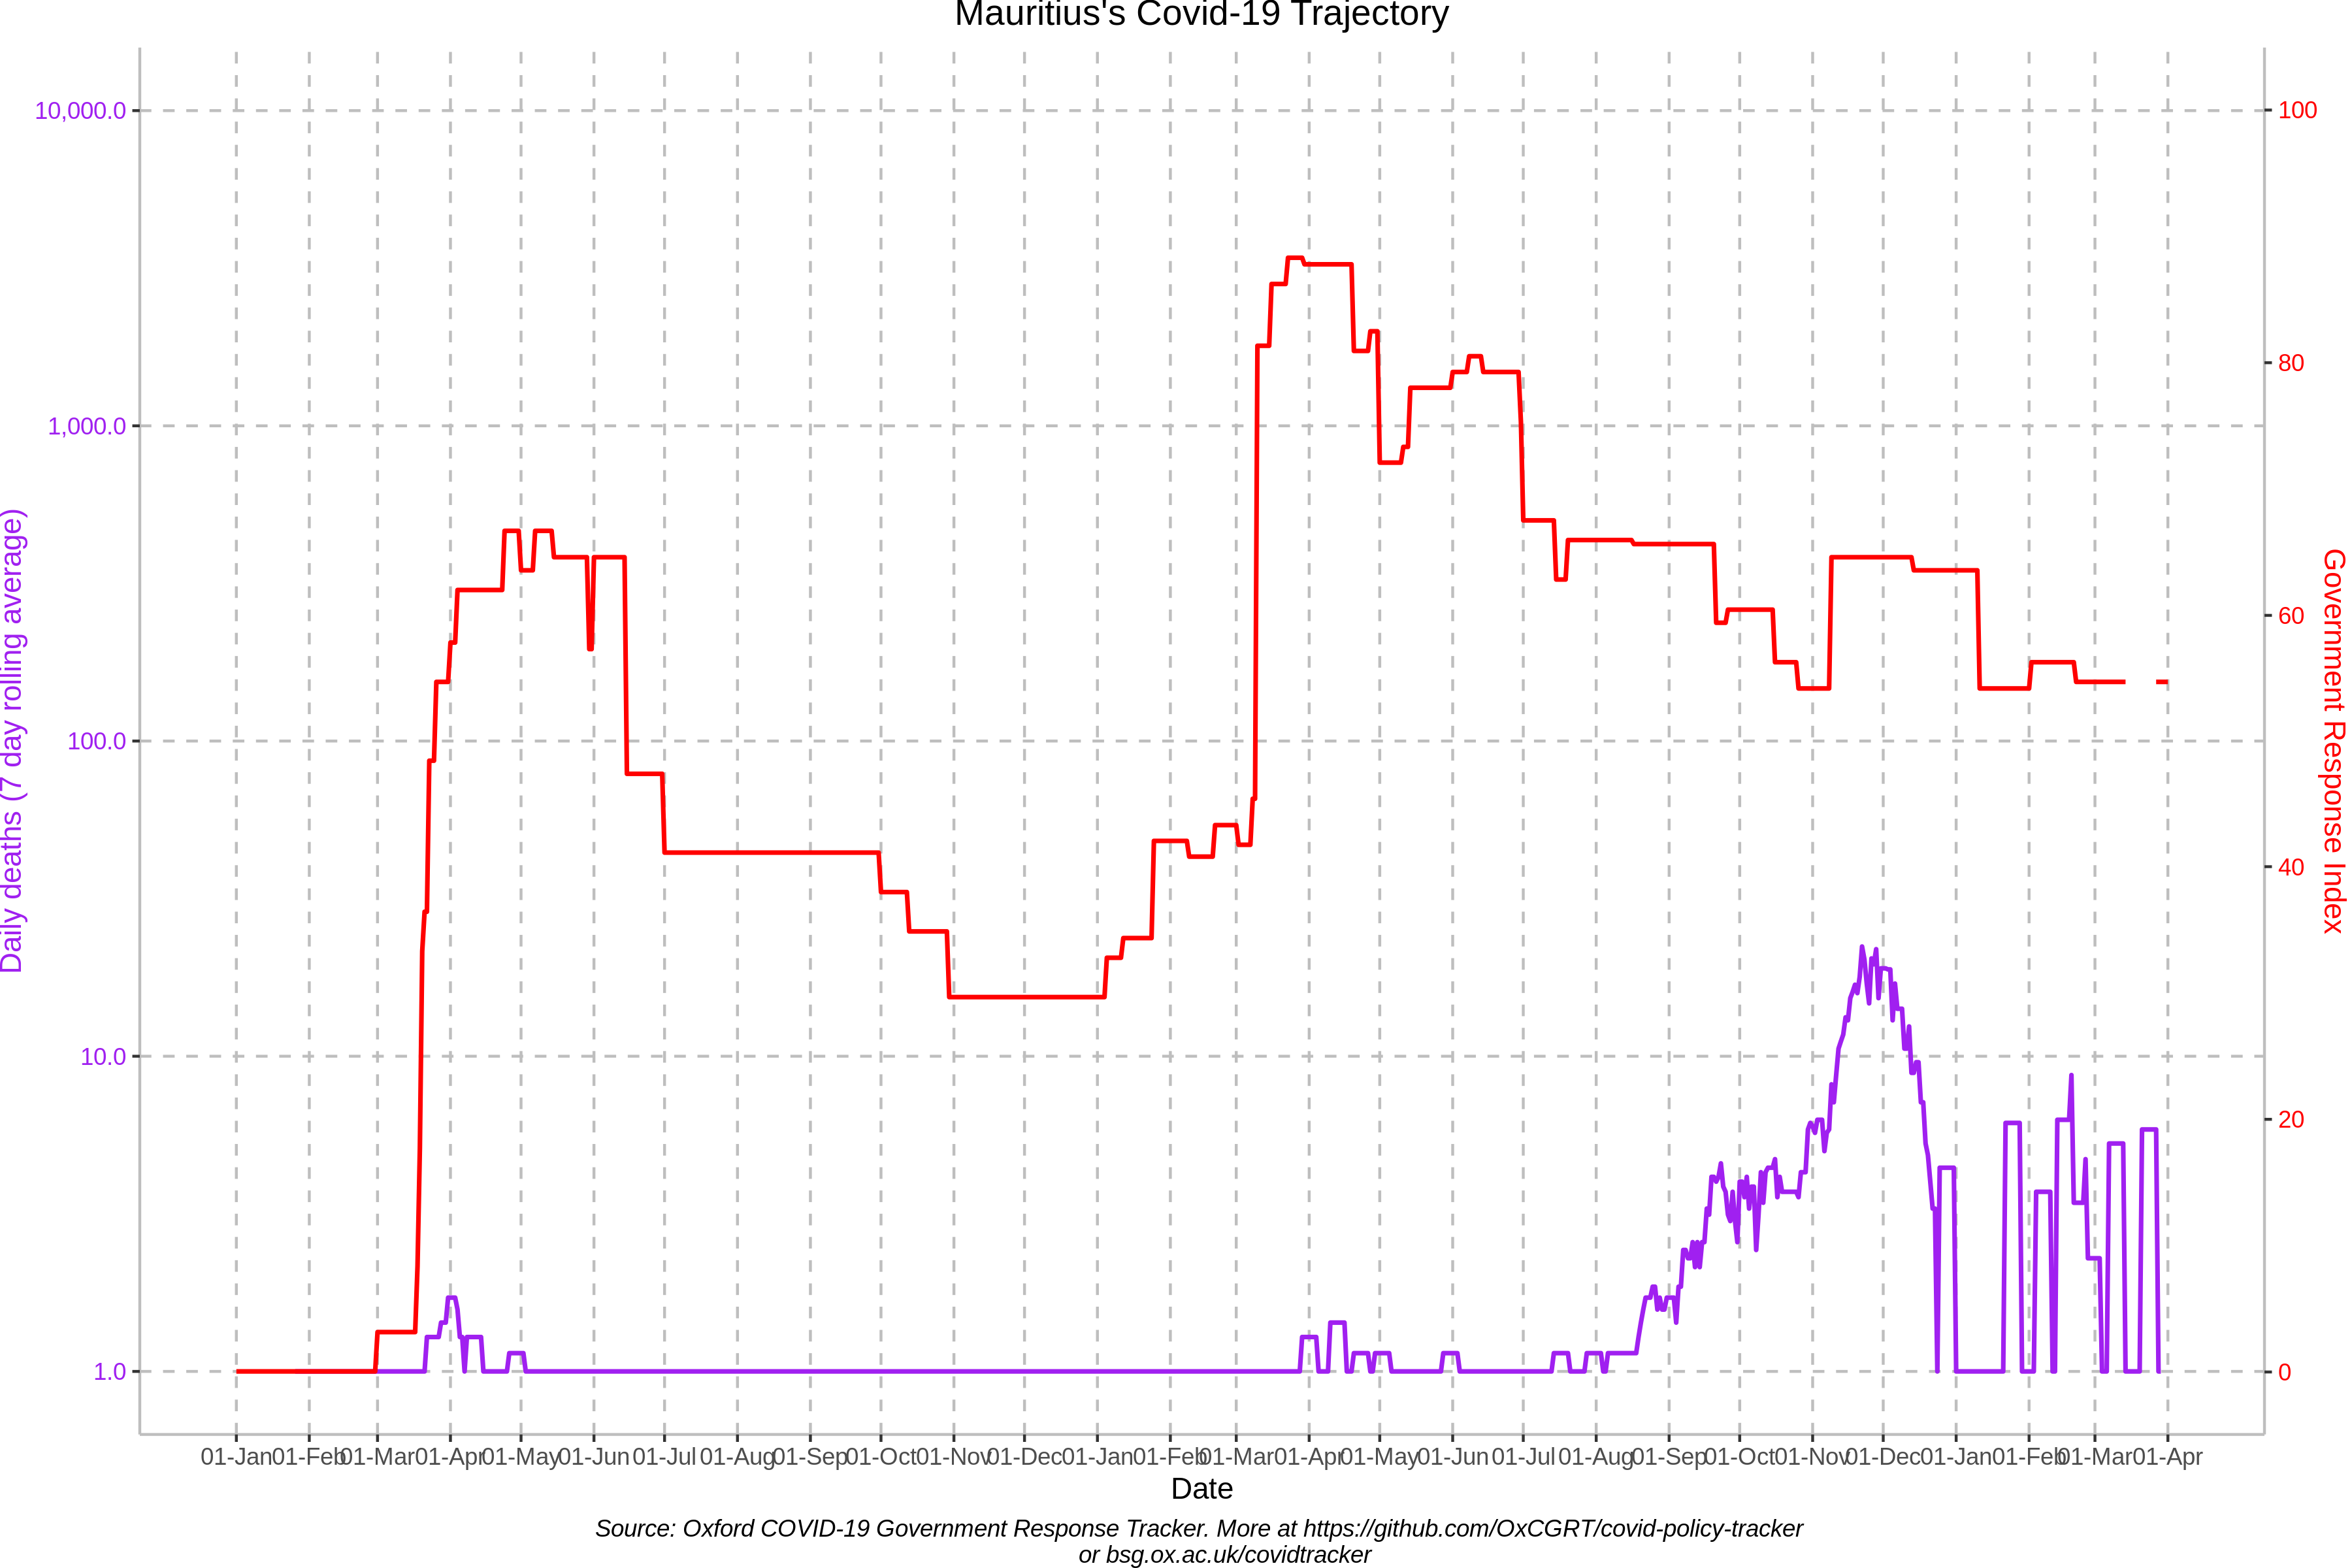 Mauritius's Covid-19 Trajectory
10,000.0
1,000.0
100.0
10.0
1.0
Daily deaths (7 day rolling average)
100
80
60
40
20
0
Government Response Index
01-Jan 01-Feb 01-Mar 01-Apr 01-May 01-Jun 01-Jul 01-Aug 01-Sep 01-Oct 01-Nov 01-Dec 01-Jan 01-Feb 01-Mar 01-Apr 01-May 01-Jun 01-Jul 01-Aug 01-Sep 01-Oct 01-Nov 01-Dec 01-Jan 01-Feb 01-Mar 01-Apr
Date
Source: Oxford COVID-19 Government Response Tracker. More at https://github.com/OxCGRT/covid-policy-tracker
or bsg.ox.ac.uk/covidtracker